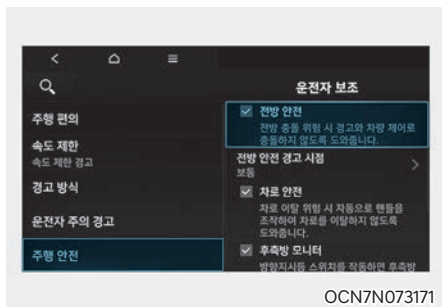 운전자 보조
주행 편의
속도 제한
속도 제한 경고
경고 방식
운전자 주의 경고
주행 안전
전방 안전
전방 충돌 위험 시 경고와 차량 제어로
충돌하지 않도록 도와줍니다.
전방 안전 경고 시점
보통
차로 안전
차로 이탈 위험 시 자동으로 핸들을
조작하여 차로를 이탈하지 않도록
도와줍니다.
후측방 모니터
방향지시등 스위치를 작동하면 후측방
OCN7N073171